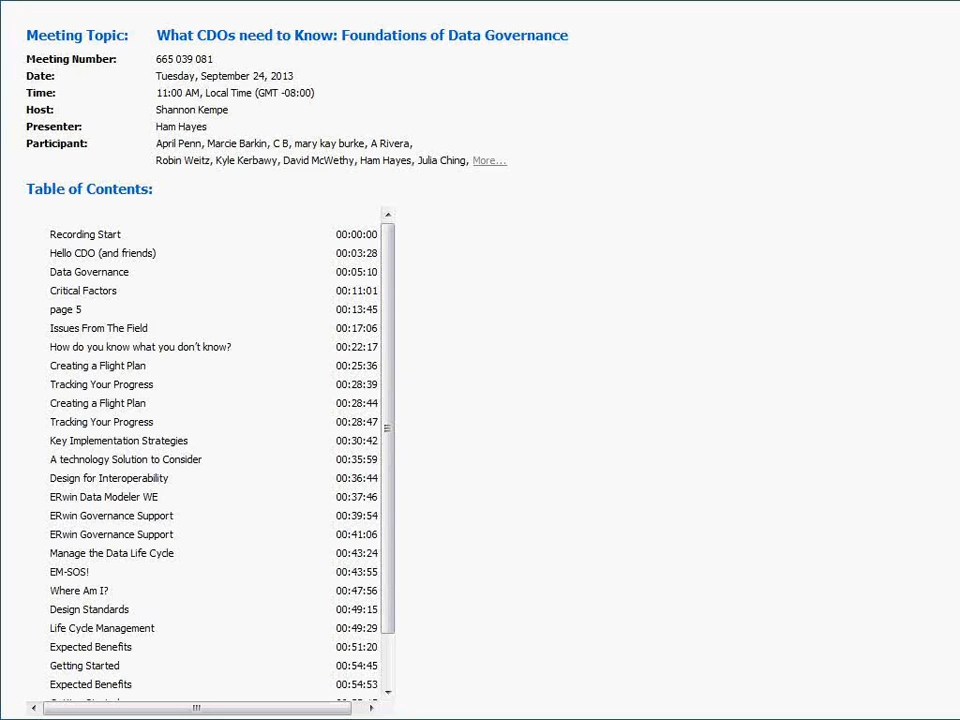 Meeting Topic: What CDOs need to Know: Foundations of Data Governance
Meeting Number: 665 039 081
Date: Tuesday, September 24, 2013
Time: 11:00 AM, Local Time (GMT -08:00)
Host: Shannon Kempe
Presenter: Ham Hayes
Participant: April Penn, Marcie Barkin, C B, mary kay burke, A Rivera,
Robin Weitz, Kyle Kerbawy, David McWethy, Ham Hayes, Julia Ching, More...
Table of Contents:
Recording Start 00:00:00
Hello CDO (and friends) 00:03:28
Data Governance 00:05:10
Critical Factors 00:11:01
page 5 00:13:45
Issues From The Field 00:17:06
How do you know what you don't know? 00:22:17
Creating a Flight Plan 00:25:36
Tracking Your Progress 00:28:39
Creating a Flight Plan 00:28:44
Tracking Your Progress 00:28:47
Key Implementation Strategies 00:30:42
A technology Solution to Consider 00:35:59
Design for Interoperability 00:36:44
ERwin Data Modeler WE 00:37:46
ERwin Governance Support 00:39:54
ERwin Governance Support 00:41:06
Manage the Data Life Cycle 00:43:24
EM-SOS! 00:43:55
Where Am I? 00:47:56
Design Standards 00:49:15
Life Cycle Management 00:49:29
Expected Benefits 00:51:20
Getting Started 00:54:45
Expected Benefits 00:54:53